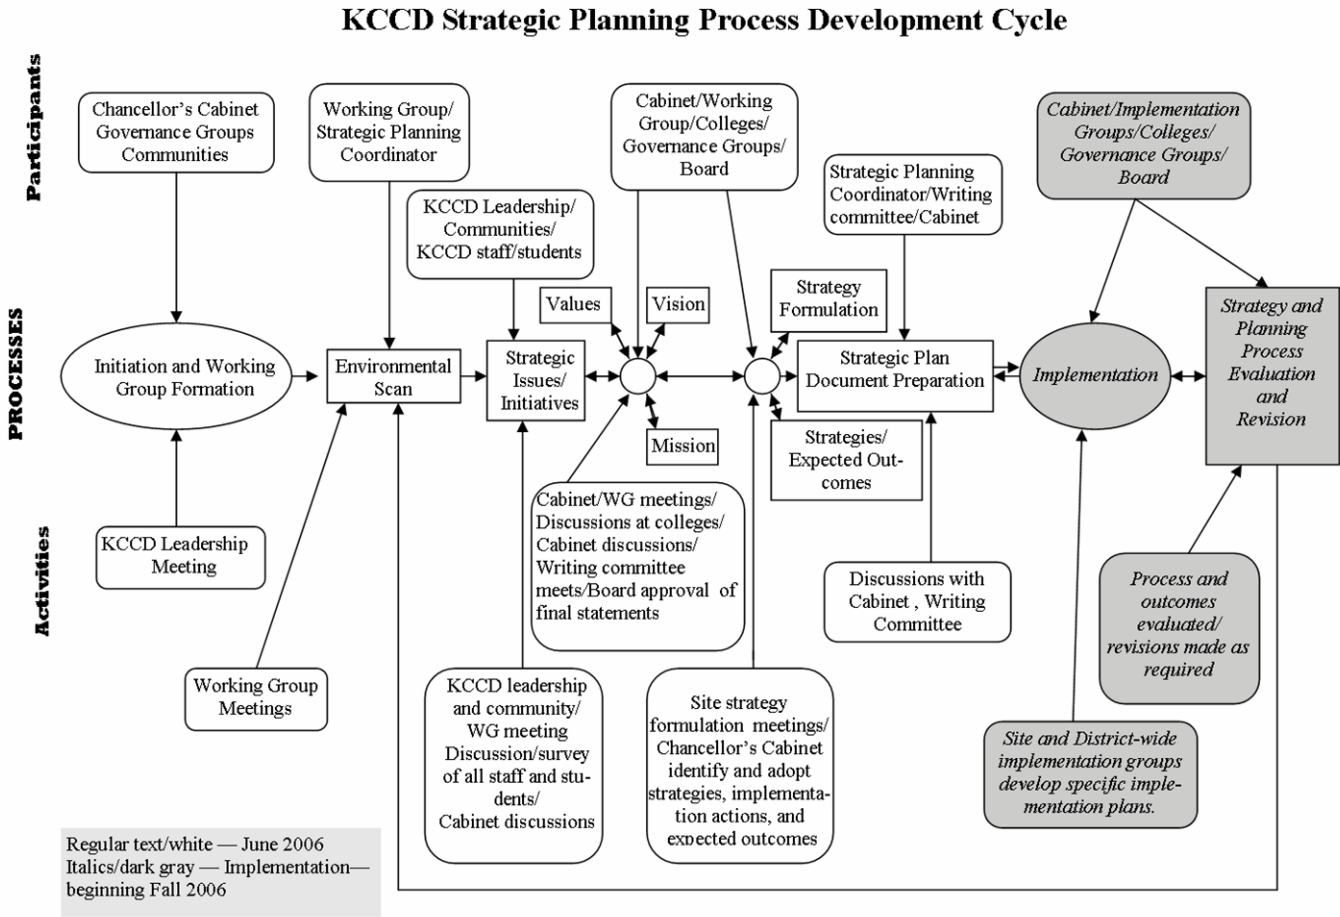 KCCD Strategic Planning Process Development Cycle
Participants
Chancellor's Cabinet
Governance Groups
Communities
Working Group/
Strategic Planning
Coordinator
KCCD Leadership/
Communities/
KCCD staff/students
Cabinet/Working
Group/Colleges/
Governance Groups/
Board
Strategic Planning
Coordinator/Writing
committee/Cabinet
Cabinet/Implementation
Groups/Colleges/
Governance Groups/
Board
PROCESSES
Initiation and Working
Group Formation
Environmental
Scan
Strategic
Issues/
Initiatives
Values
Vision
Mission
Strategy
Formulation
Strategies/
Expected Out-
comes
Strategic Plan
Document Preparation
Implementation
Strategy and
Planning
Process
Evaluation
and
Revision
Activities
KCCD Leadership
Meeting
Working Group
Meetings
KCCD leadership
and community/
WG meeting
Discussion/survey
of all staff and stu-
dents/
Cabinet discussions
Cabinet/WG meetings/
Discussions at colleges/
Cabinet discussions/
Writing committee
meets/Board approval of
final statements
Site strategy
formulation meetings/
Chancellor's Cabinet
identify and adopt
strategies, implementa-
tion actions, and
expected outcomes
Discussions with
Cabinet , Writing
Committee
Site and District-wide
implementation groups
develop specific imple-
mentation plans.
Process and
outcomes
evaluated/
revisions made as
required
Regular text/white — June 2006
Italics/dark gray — Implementation—
beginning Fall 2006